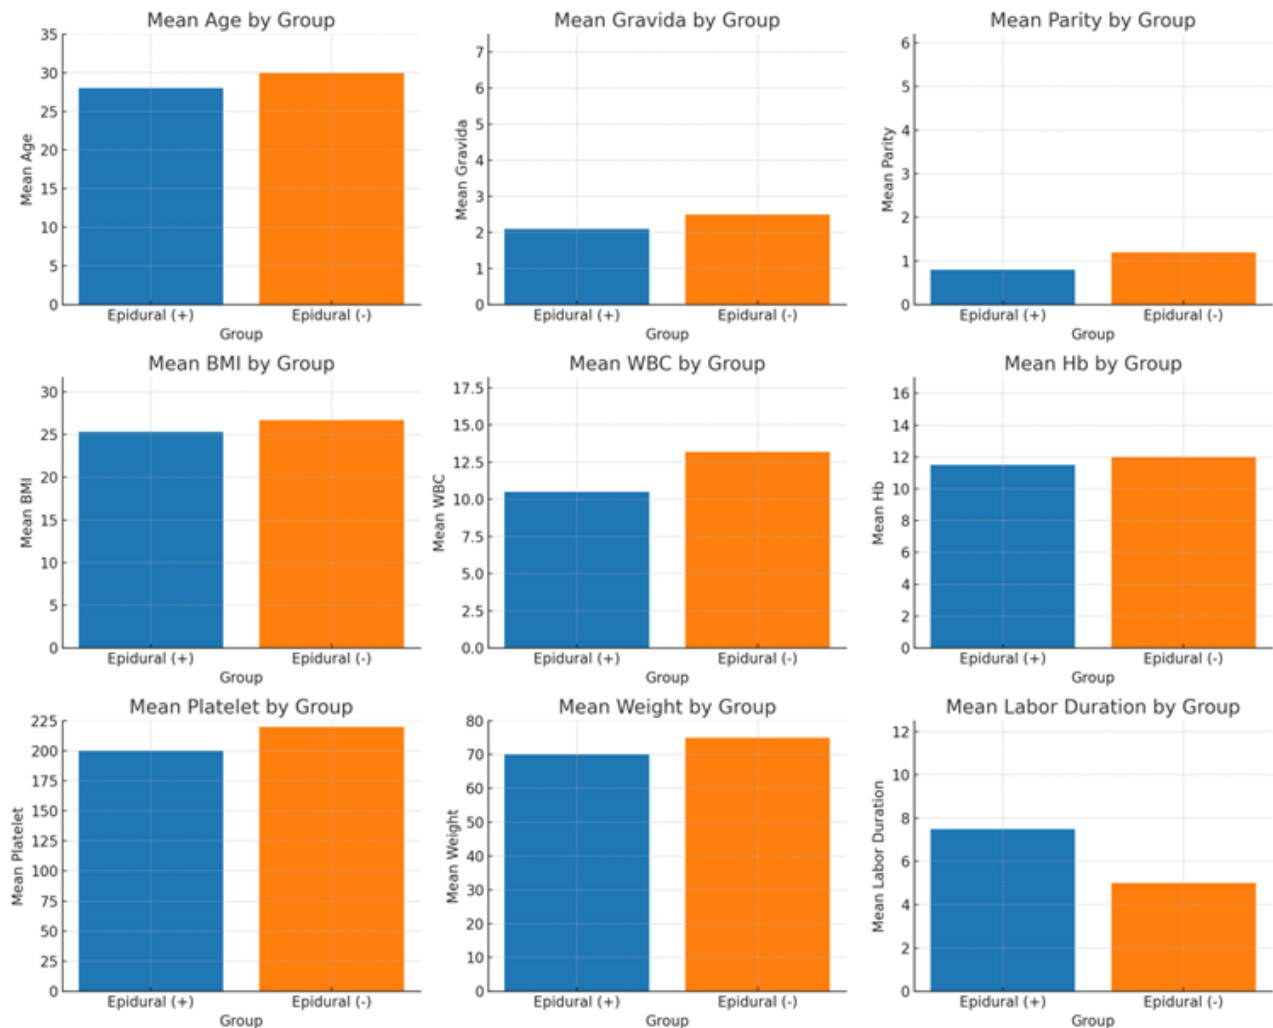 Mean Age by Group
Mean Age
35
30
25
20
15
10
5
0
Epidural (+)
Epidural (-)
Group
Mean Gravida by Group
Mean Gravida
7
6
5
4
3
2
1
0
Epidural (+)
Epidural (-)
Group
Mean Parity by Group
Mean Parity
6
5
4
3
2
1
0
Epidural (+)
Epidural (-)
Group
Mean BMI by Group
Mean BMI
30
25
20
15
10
5
0
Epidural (+)
Epidural (-)
Group
Mean WBC by Group
Mean WBC
17.5
15.0
12.5
10.0
7.5
5.0
2.5
0.0
Epidural (+)
Epidural (-)
Group
Mean Hb by Group
Mean Hb
16
14
12
10
8
6
4
2
0
Epidural (+)
Epidural (-)
Group
Mean Platelet by Group
Mean Platelet
225
200
175
150
125
100
75
50
25
0
Epidural (+)
Epidural (-)
Group
Mean Weight by Group
Mean Weight
80
70
60
50
40
30
20
10
0
Epidural (+)
Epidural (-)
Group
Mean Labor Duration by Group
Mean Labor Duration
12
10
8
6
4
2
0
Epidural (+)
Epidural (-)
Group